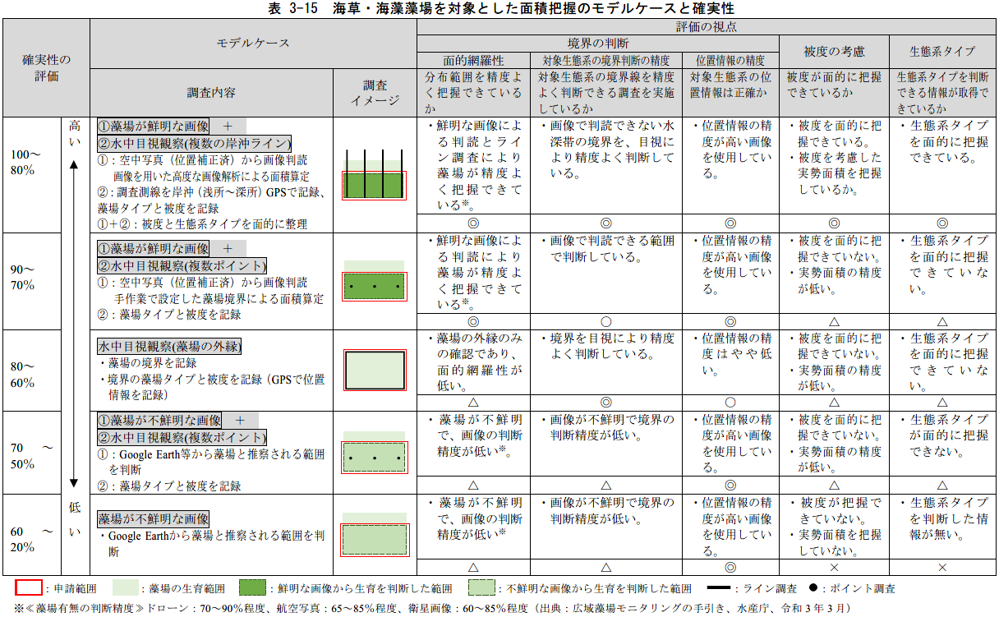 表 3-15 海草・海藻藻場を対象とした面積把握のモデルケースと確実性
確実性の
評価
モデルケース
評価の視点
境界の判断
被度の考慮
生態系タイプ
調査内容
調査
イメージ
面的網羅性
対象生態系の境界判断の精度
位置情報の精度
分布範囲を精度よ
く把握できている
か
対象生態系の境界線を精度
よく判断できる調査を実施
しているか
対象生態系の位
置情報は正確か
被度が面的に把握
できているか
生態系タイプを判断
できる情報が取得で
きているか
高
い
100～
80%
①藻場が鮮明な画像 +
②水中目視観察(複数の岸沖ライン)
①：空中写真（位置補正済）から画像判読
画像を用いた高度な画像解析による面積算定
②：調査測線を岸沖（浅所～深所）GPSで記録、
藻場タイプと被度を記録
①＋②：被度と生態系タイプを面的に整理
・鮮明な画像によ
る判読とライ
ン調査により
藻場が精度よ
く把握できて
いる※。
◎
・画像で判読できない水
深帯の境界を、目視に
より精度よく判断して
いる。
◎
・位置情報の精
度が高い画像
を使用してい
る。
◎
・被度を面的に把
握できている。
・被度を考慮した
実勢面積を把握
しているか。
◎
・生態系タイプ
を面的に把握
できている。
◎
90～
70%
①藻場が鮮明な画像 +
②水中目視観察(複数ポイント)
①：空中写真（位置補正済）から画像判読
手作業で設定した藻場境界による面積算定
②：藻場タイプと被度を記録
・鮮明な画像によ
る判読により
藻場が精度よ
く把握できて
いる※。
◎
・画像で判読できる範囲
で判断している。
○
・位置情報の精
度が高い画像
を使用してい
る。
◎
・被度を面的に把
握できていない。
・実勢面積の精度
が低い。
△
・生態系タイプ
を面的に把握
できていな
い。
△
80～
60%
水中目視観察(藻場の外縁)
・藻場の境界を記録
・境界の藻場タイプと被度を記録（GPSで位置
情報を記録）
・藻場の外縁のみ
の確認であり、
面的網羅性が
低い。
△
・境界を目視により精度
よく判断している。
◎
・位置情報の精
度はやや低
い。
○
・被度を面的に把
握できていない。
・実勢面積の精度
が低い。
△
・生態系タイプ
を面的に把握
できていな
い。
△
70 ～
50%
①藻場が不鮮明な画像 +
②水中目視観察(複数ポイント)
①：Google Earth等から藻場と推察される範囲
を判断
②：藻場タイプと被度を記録
・藻場が不鮮明
で、画像の判断
精度が低い※。
△
・画像が不鮮明で境界の
判断精度が低い。
△
・位置情報の精
度が高い画像
を使用してい
る。
◎
・被度を面的に把
握できていない。
・実勢面積の精度
が低い。
△
・生態系タイプ
が面的に把握
できない。
△
低
い
60 ～
20%
藻場が不鮮明な画像
・Google Earthから藻場と推察される範囲を判
断
・藻場が不鮮明
で、画像の判断
精度が低い※
△
・画像が不鮮明で境界の
判断精度が低い。
△
・位置情報の精
度が高い画像
を使用してい
る。
◎
・被度が把握で
きていない。
・実勢面積を把握
していない。
×
・生態系タイプ
を判断した情
報が無い。
×
：申請範囲 ：藻場の生育範囲 ：鮮明な画像から生育を判断した範囲 ：不鮮明な画像から生育を判断した範囲 ：ライン調査 ：ポイント調査
※≪藻場有無の判断精度≫ドローン：70～90%程度、航空写真：65～85%程度、衛星画像：60～85%程度（出典：広域藻場モニタリングの手引き、水産庁、令和3年3月）